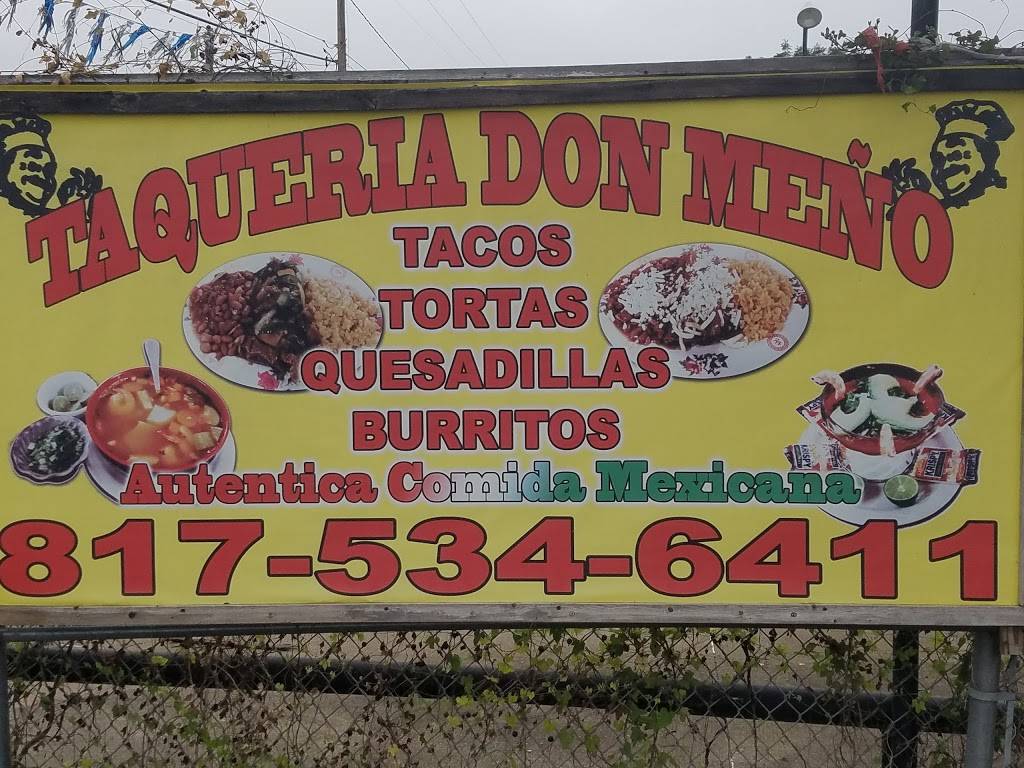 TAQUERIA DON MEÑO
TACOS
TORTAS
QUESADILLAS
BURRITOS
Autentica Comida Mexicana
817-534-6411